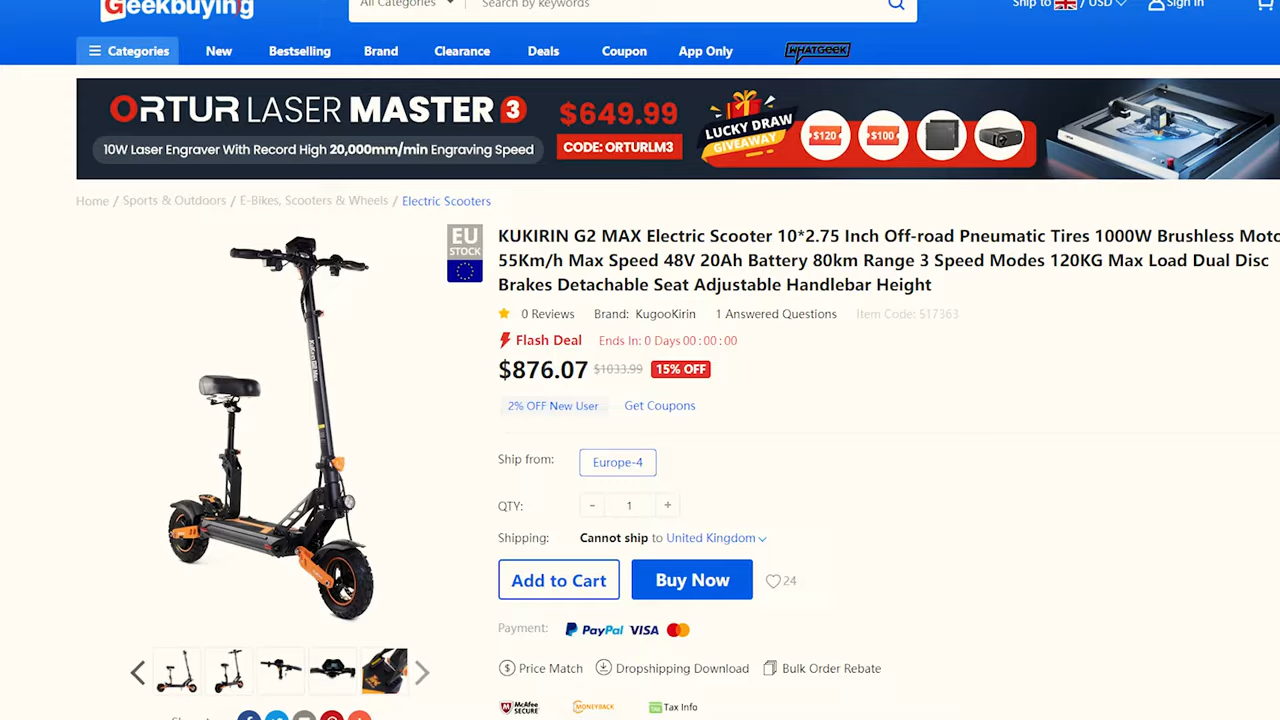 Geekbuying
All Categories
Search by keywords
Ship to / USD
Sign in
Categories
New
Bestselling
Brand
Clearance
Deals
Coupon
App Only
WHATGEEK
ORTUR LASER MASTER 3
10W Laser Engraver With Record High 20,000mm/min Engraving Speed
$649.99
CODE: ORTURLM3
LUCKY DRAW
GIVEAWAY
$120
$100
Home / Sports & Outdoors / E-Bikes, Scooters & Wheels / Electric Scooters
EU
STOCK
KUKIRIN G2 MAX Electric Scooter 10*2.75 Inch Off-road Pneumatic Tires 1000W Brushless Moto
55Km/h Max Speed 48V 20Ah Battery 80km Range 3 Speed Modes 120KG Max Load Dual Disc
Brakes Detachable Seat Adjustable Handlebar Height
0 Reviews Brand: KugooKirin 1 Answered Questions Item Code: 517363
Flash Deal Ends In: 0 Days 00 : 00 : 00
$876.07 $1033.99 15% OFF
2% OFF New User Get Coupons
Ship from: Europe-4
QTY: - 1 +
Shipping: Cannot ship to United Kingdom
Add to Cart Buy Now 24
Payment: PayPal VISA
Price Match Dropshipping Download Bulk Order Rebate
McAfee SECURE MONEYBACK Tax Info